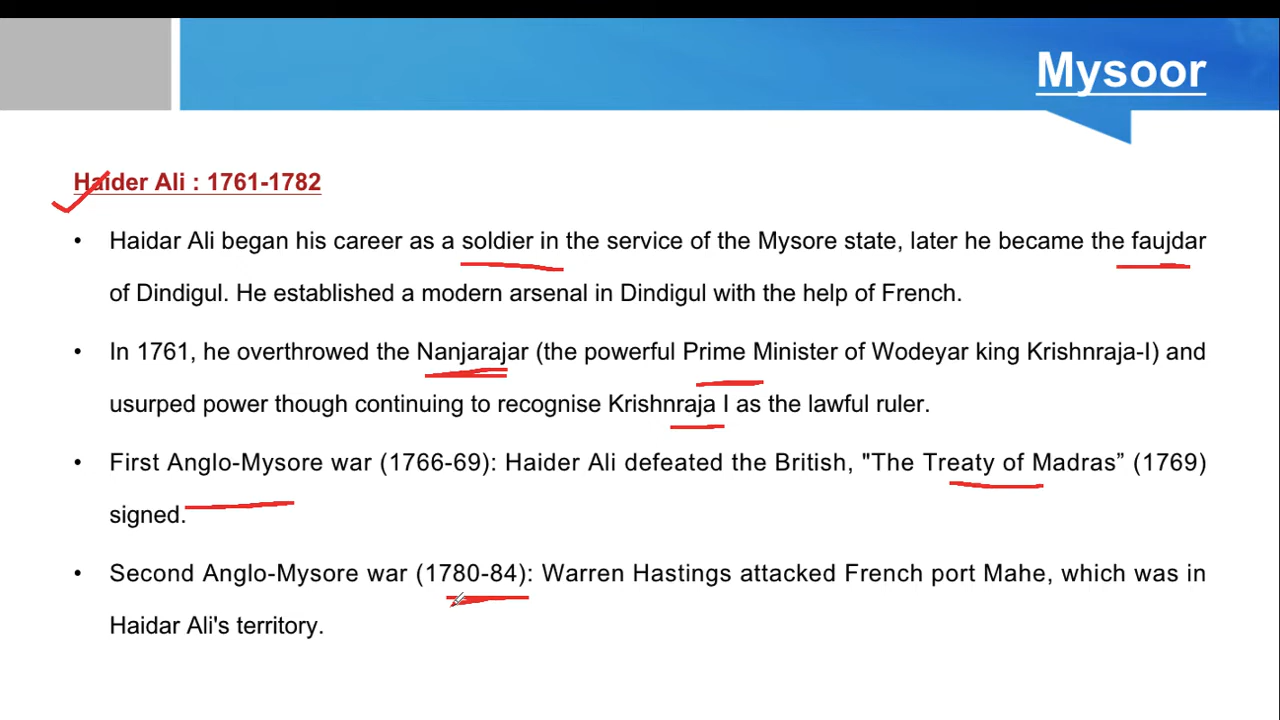 Mysoor
Haider Ali : 1761-1782
• Haidar Ali began his career as a soldier in the service of the Mysore state, later he became the faujdar
of Dindigul. He established a modern arsenal in Dindigul with the help of French.
• In 1761, he overthrowed the Nanjarajar (the powerful Prime Minister of Wodeyar king Krishnraja-I) and
usurped power though continuing to recognise Krishnraja I as the lawful ruler.
• First Anglo-Mysore war (1766-69): Haider Ali defeated the British, "The Treaty of Madras” (1769)
signed.
• Second Anglo-Mysore war (1780-84): Warren Hastings attacked French port Mahe, which was in
Haidar Ali's territory.